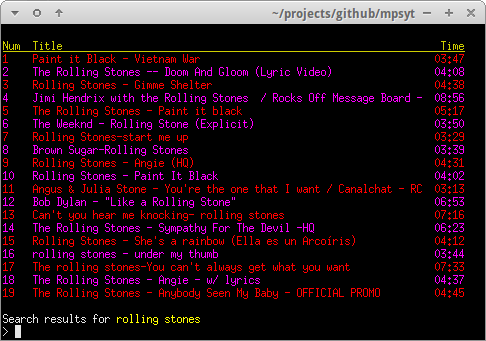 ~/projects/github/mpsyt
Num Title Time
1 Paint it Black - Vietnam War 03:47
2 The Rolling Stones -- Doom And Gloom (Lyric Video) 04:08
3 Rolling Stones - Gimme Shelter 04:38
4 Jimi Hendrix with the Rolling Stones / Rocks Off Message Board - 08:56
5 The Rolling Stones - Paint it black 05:17
6 The Weeknd - Rolling Stone (Explicit) 03:50
7 Rolling Stones-start me up 03:29
8 Brown Sugar-Rolling Stones 03:39
9 Rolling Stones - Angie (HQ) 04:31
10 Rolling Stones - Paint It Black 04:02
11 Angus & Julia Stone - You're the one that I want / Canalchat - RC 03:13
12 Bob Dylan - "Like a Rolling Stone" 06:53
13 Can't you hear me knocking- rolling stones 07:16
14 The Rolling Stones - Sympathy For The Devil -HQ 06:23
15 Rolling Stones - She's a rainbow (Ella es un Arcoíris) 04:12
16 rolling stones - under my thumb 03:44
17 The rolling stones-You can't always get what you want 07:33
18 The Rolling Stones - Angie - w/ lyrics 04:37
19 The Rolling Stones - Anybody Seen My Baby - OFFICIAL PROMO 04:45
Search results for rolling stones
>